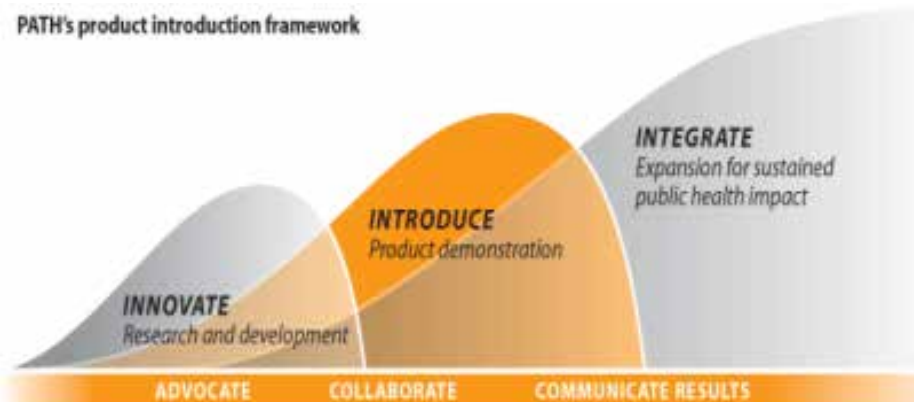 PATH's product introduction framework
INTEGRATE
Expansion for sustained
public health impact
INTRODUCE
Product demonstration
INNOVATE
Research and development
ADVOCATE COLLABORATE COMMUNICATE RESULTS